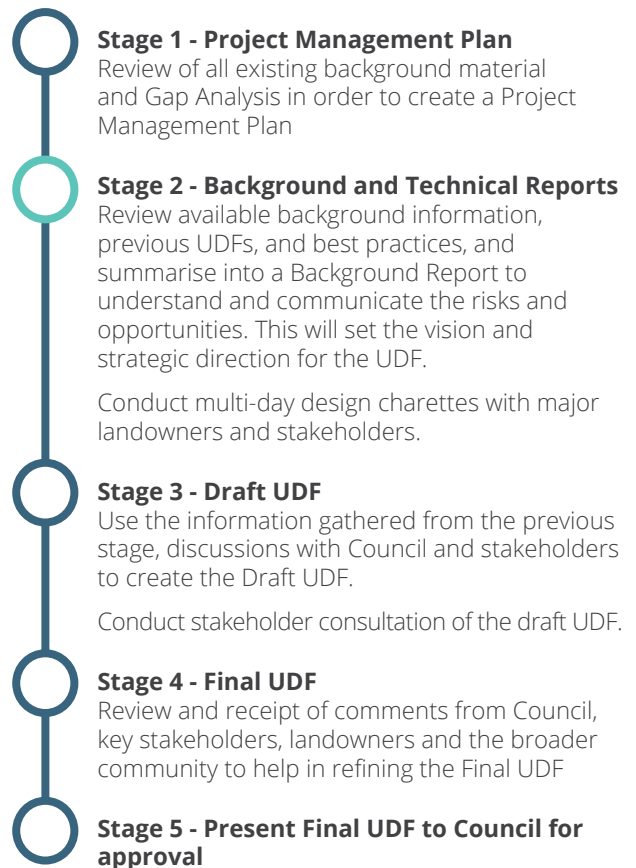 Stage 1 - Project Management Plan
Review of all existing background material
and Gap Analysis in order to create a Project
Management Plan
Stage 2 - Background and Technical Reports
Review available background information,
previous UDFs, and best practices, and
summarise into a Background Report to
understand and communicate the risks and
opportunities. This will set the vision and
strategic direction for the UDF.
Conduct multi-day design charettes with major
landowners and stakeholders.
Stage 3 - Draft UDF
Use the information gathered from the previous
stage, discussions with Council and stakeholders
to create the Draft UDF.
Conduct stakeholder consultation of the draft UDF.
Stage 4 - Final UDF
Review and receipt of comments from Council,
key stakeholders, landowners and the broader
community to help in refining the Final UDF
Stage 5 - Present Final UDF to Council for
approval